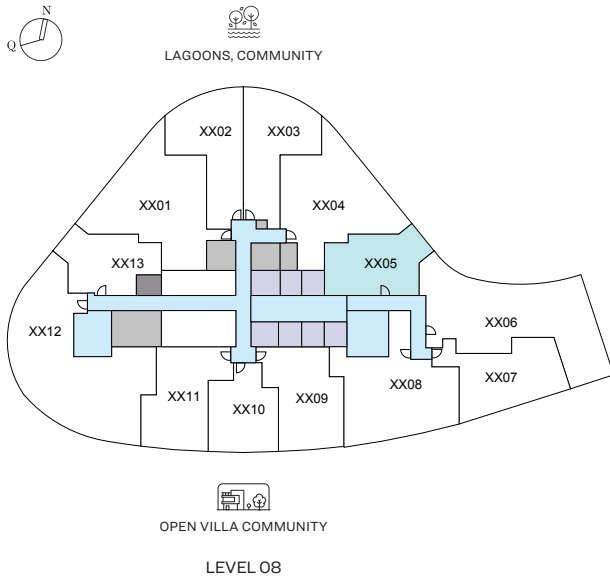 N
Q
LAGOONS, COMMUNITY
XX02
XX03
XX01
XX04
XX13
XX05
XX12
XX06
XX08
XX07
XX11
XX10
XX09
OPEN VILLA COMMUNITY
LEVEL 08